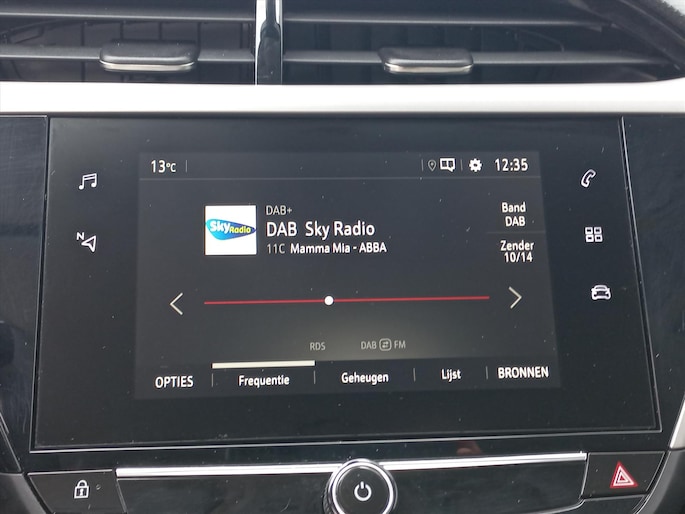 13°C
12:35
DAB+
Sky Radio
DAB Sky Radio
11C Mamma Mia - ABBA
Band
DAB
Zender
10/14
N
RDS
DAB FM
OPTIES
Frequentie
Geheugen
Lijst
BRONNEN